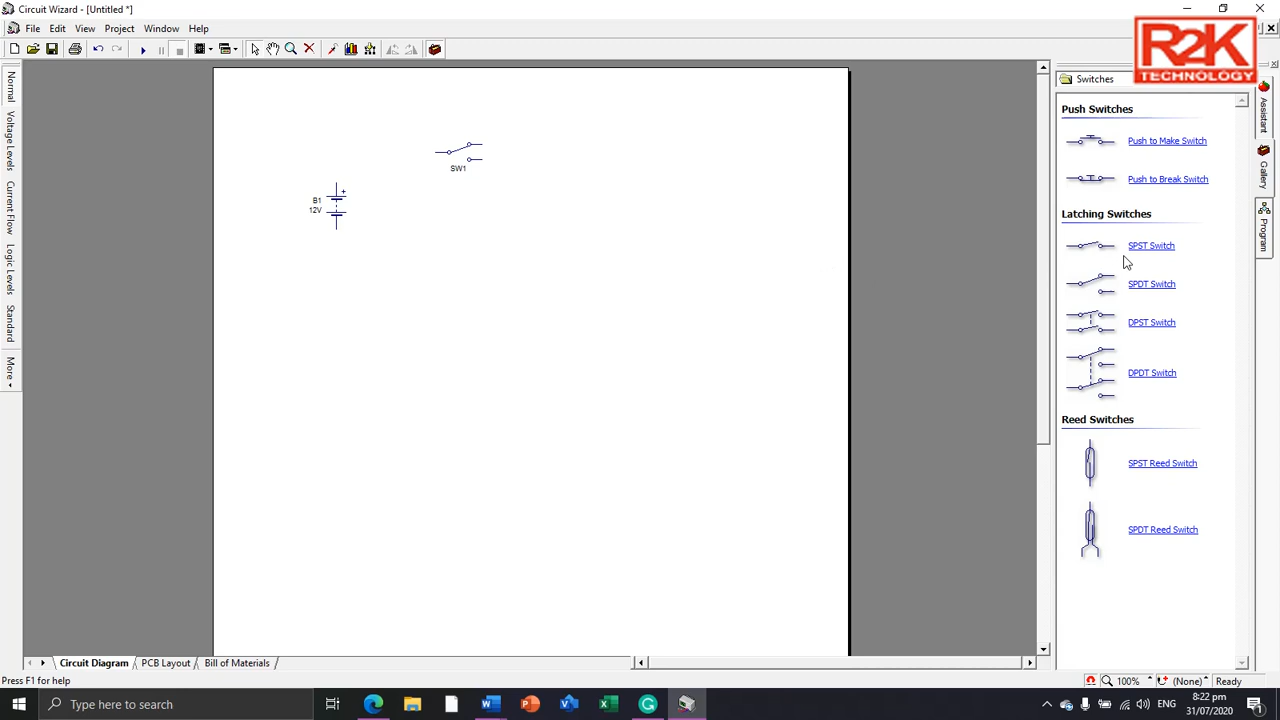 Circuit Wizard - [Untitled *]
File Edit View Project Window Help
R2K
TECHNOLOGY
Normal
Voltage Levels
Current Flow
Logic Levels
Standard
More
SW1
B1
12V
+
Switches
Push Switches
Push to Make Switch
Push to Break Switch
Latching Switches
SPST Switch
SPDT Switch
DPST Switch
DPDT Switch
Reed Switches
SPST Reed Switch
SPDT Reed Switch
Assistant
Gallery
Program
Circuit Diagram PCB Layout Bill of Materials
Press F1 for help
100% (None) Ready
Type here to search
ENG
8:22 pm
31/07/2020
1